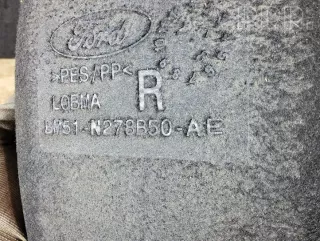 Ford
>PES/PP<
R
LOBMA
BM51-N278B50-AE